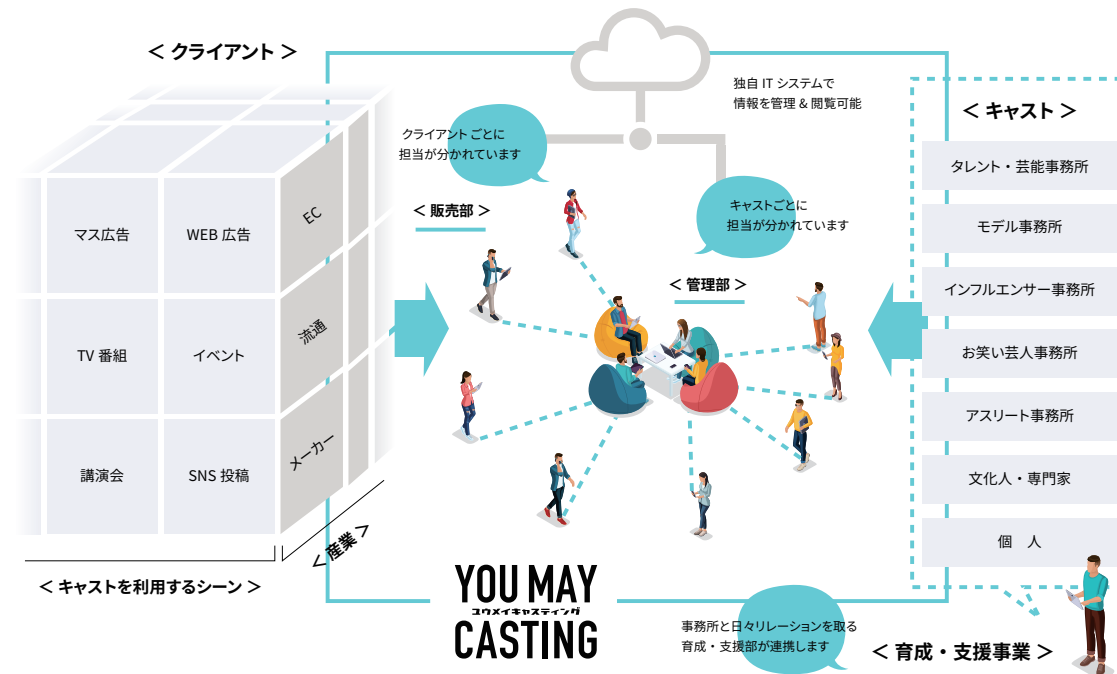 < クライアント >
マス広告
WEB 広告
TV 番組
イベント
講演会
SNS 投稿
EC
流通
メーカー
< キャストを利用するシーン >
< 産業 >
クライアント ごとに
担当が分かれています
< 販売部 >
独自 IT システムで
情報を管理 & 閲覧可能
キャストごとに
担当が分かれています
< 管理部 >
< キャスト >
タレント・芸能事務所
モデル事務所
インフルエンサー事務所
お笑い芸人事務所
アスリート事務所
文化人・専門家
個 人
YOU MAY
ユウメイキャスティング
CASTING
事務所と日々リレーションを取る
育成・支援部が連携します
< 育成・支援事業 >